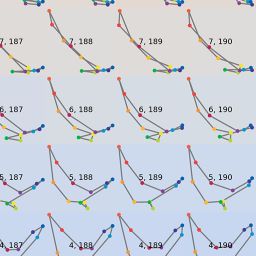 7, 187 7, 188 7, 189 7, 190
6, 187 6, 188 6, 189 6, 190
5, 187 5, 188 5, 189 5, 190
4, 187 4, 188 4, 189 4, 190